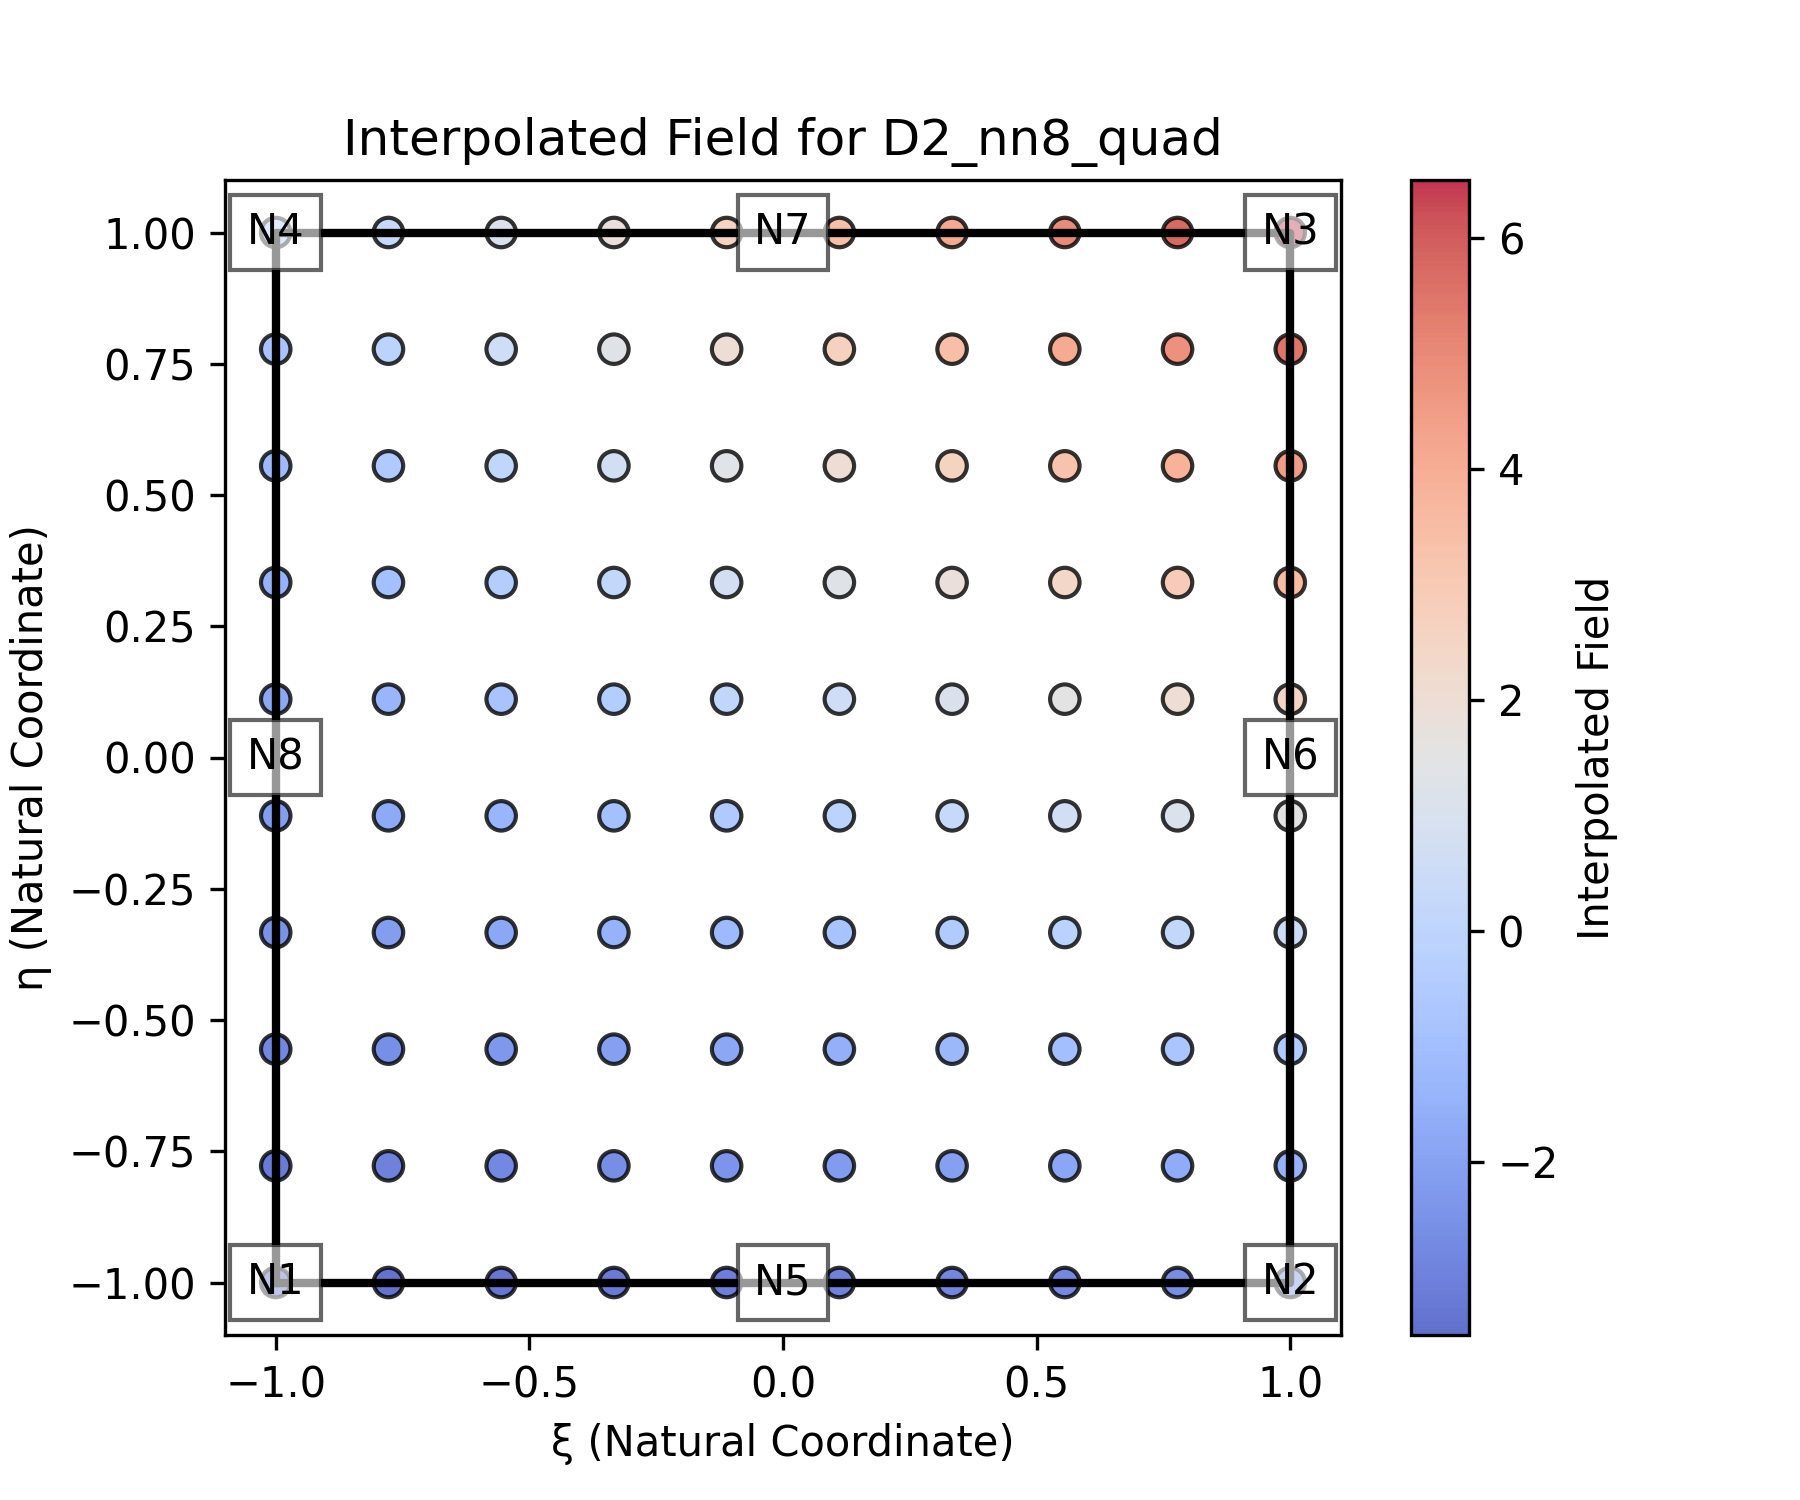 Interpolated Field for D2_nn8_quad
N4
N7
N3
N8
N6
N1
N5
N2
1.00
0.75
0.50
0.25
0.00
−0.25
−0.50
−0.75
−1.00
η (Natural Coordinate)
−1.0
−0.5
0.0
0.5
1.0
ξ (Natural Coordinate)
6
4
2
0
−2
Interpolated Field